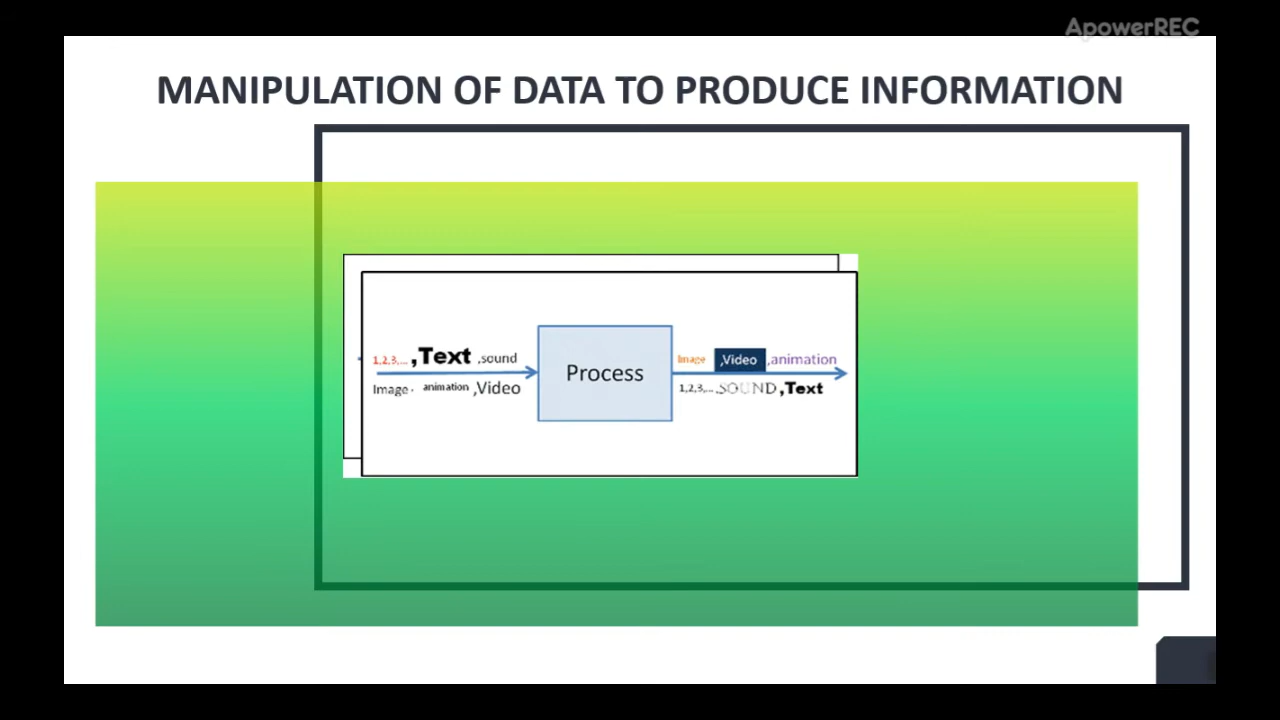 ApowerREC
MANIPULATION OF DATA TO PRODUCE INFORMATION
1,2,3,... ,Text ,sound
Image. animation ,Video
Process
Image ,Video ,animation
1,2,3,... ,SOUND ,Text